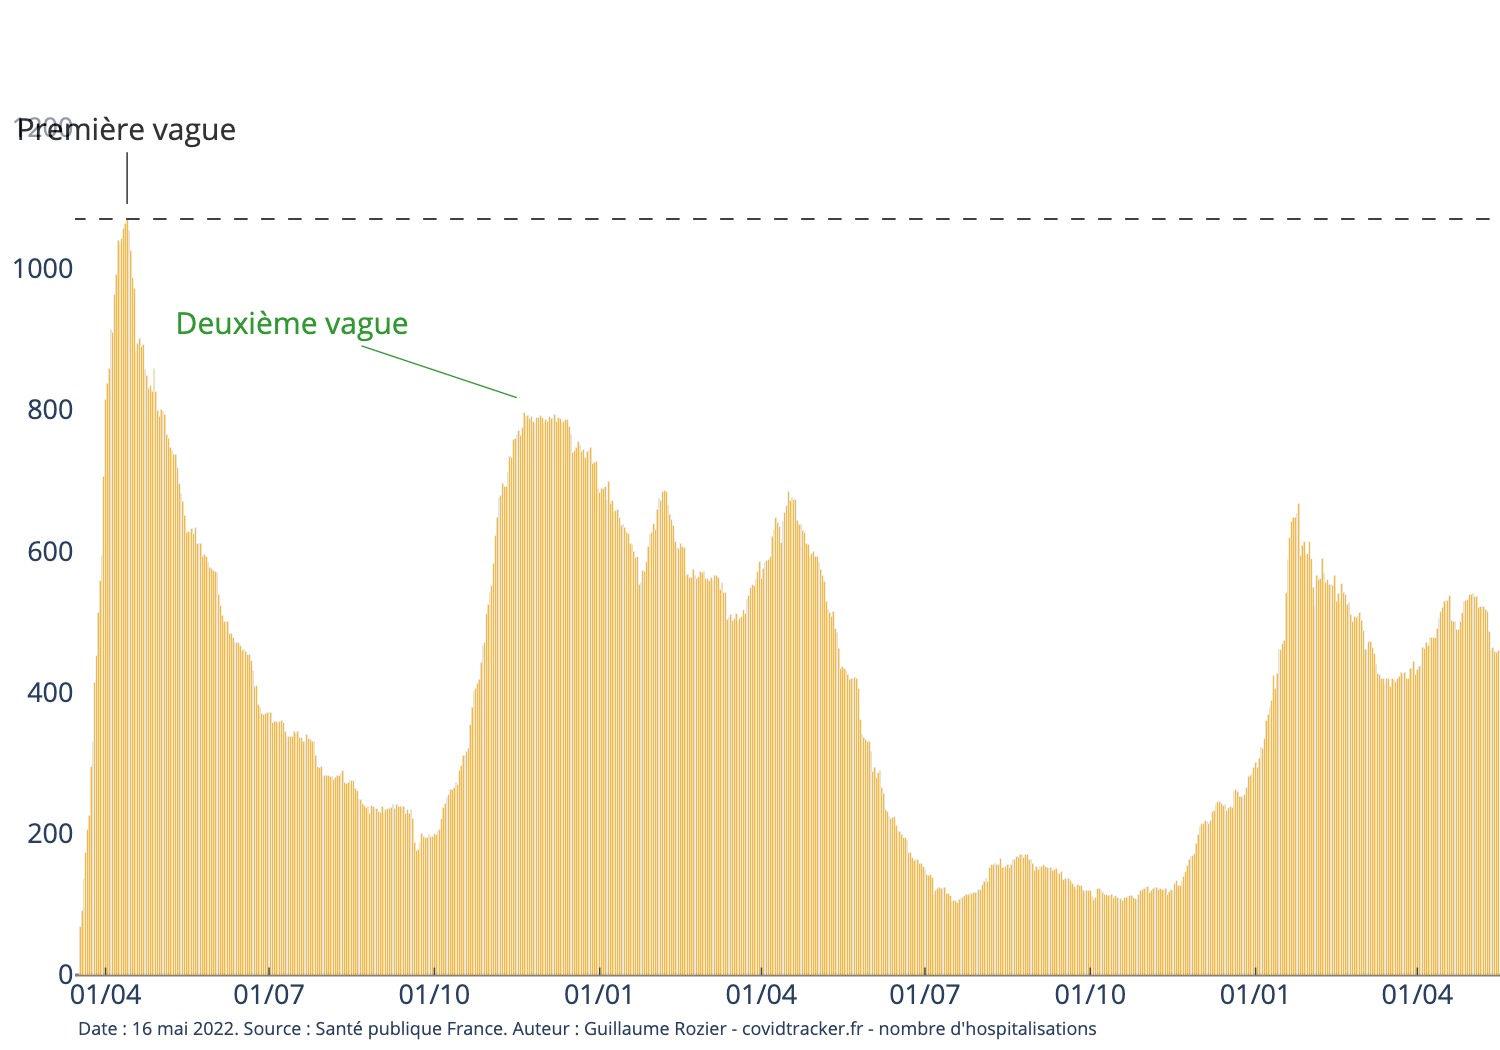 1200
Première vague
1000
Deuxième vague
800
600
400
200
0
01/04 01/07 01/10 01/01 01/04 01/07 01/10 01/01 01/04
Date : 16 mai 2022. Source : Santé publique France. Auteur : Guillaume Rozier - covidtracker.fr - nombre d'hospitalisations